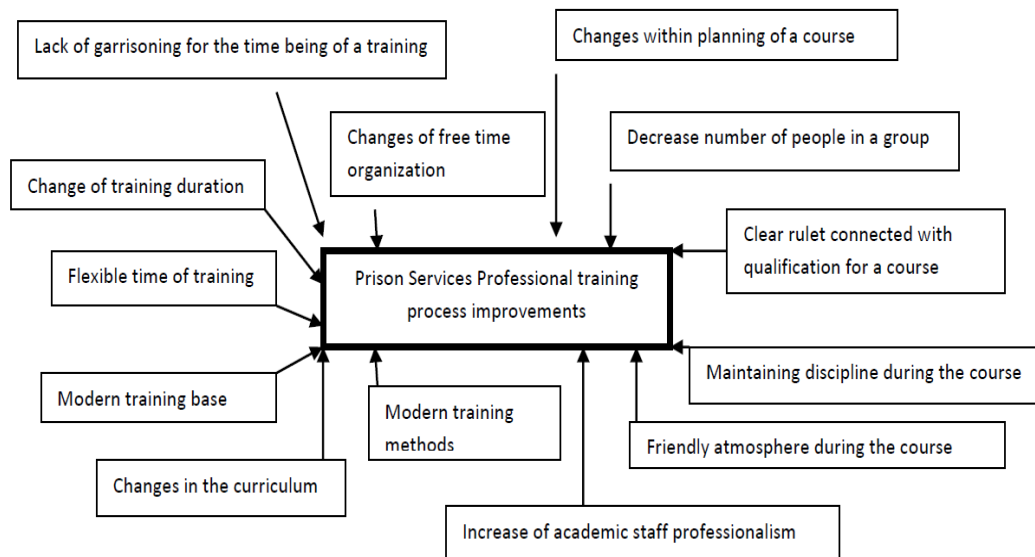 Lack of garrisoning for the time being of a training
Changes within planning of a course
Changes of free time
organization
Decrease number of people in a group
Change of training duration
Clear rulet connected with
qualification for a course
Flexible time of training
Prison Services Professional training
process improvements
Maintaining discipline during the course
Modern training base
Modern training
methods
Friendly atmosphere during the course
Changes in the curriculum
Increase of academic staff professionalism